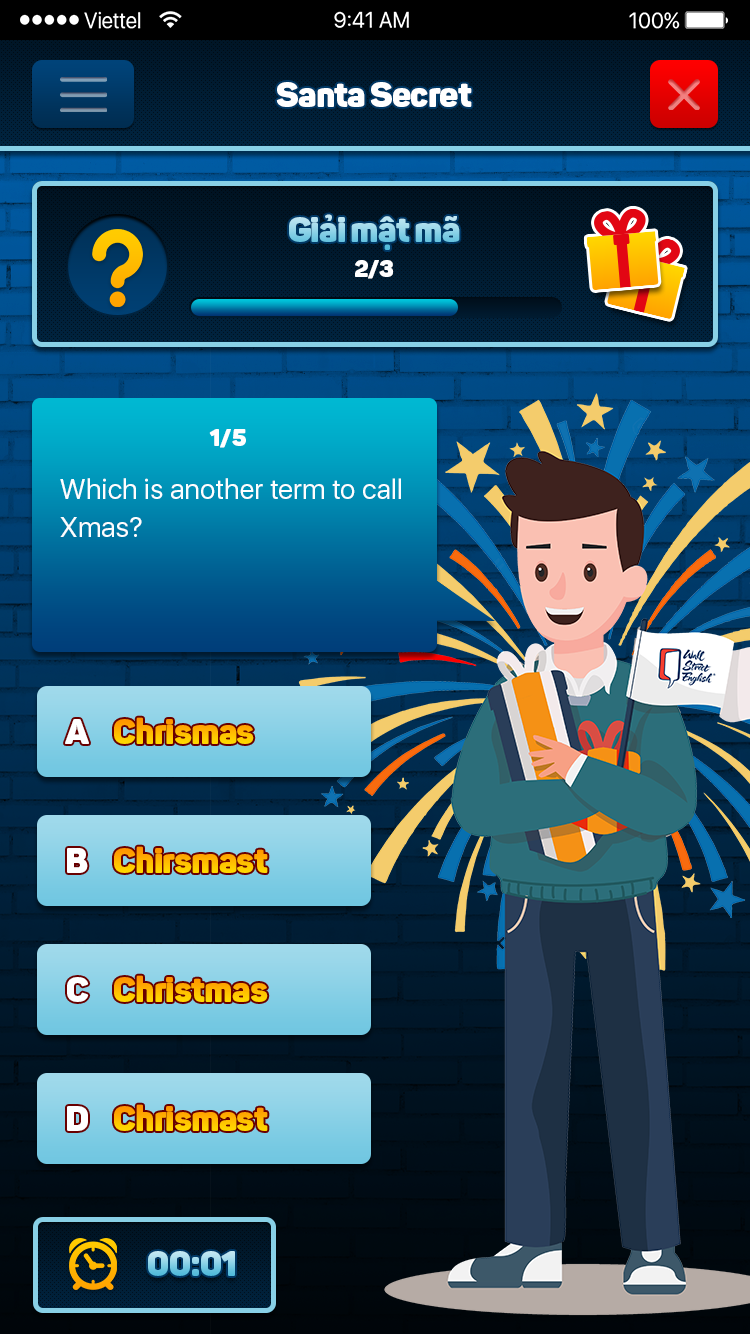 Viettel 9:41 AM 100%
Santa Secret
Giải mật mã
2/3
1/5
Which is another term to call
Xmas?
Wall
Street
English
A Chrismas
B Chirsmast
C Christmas
D Chrismast
00:01